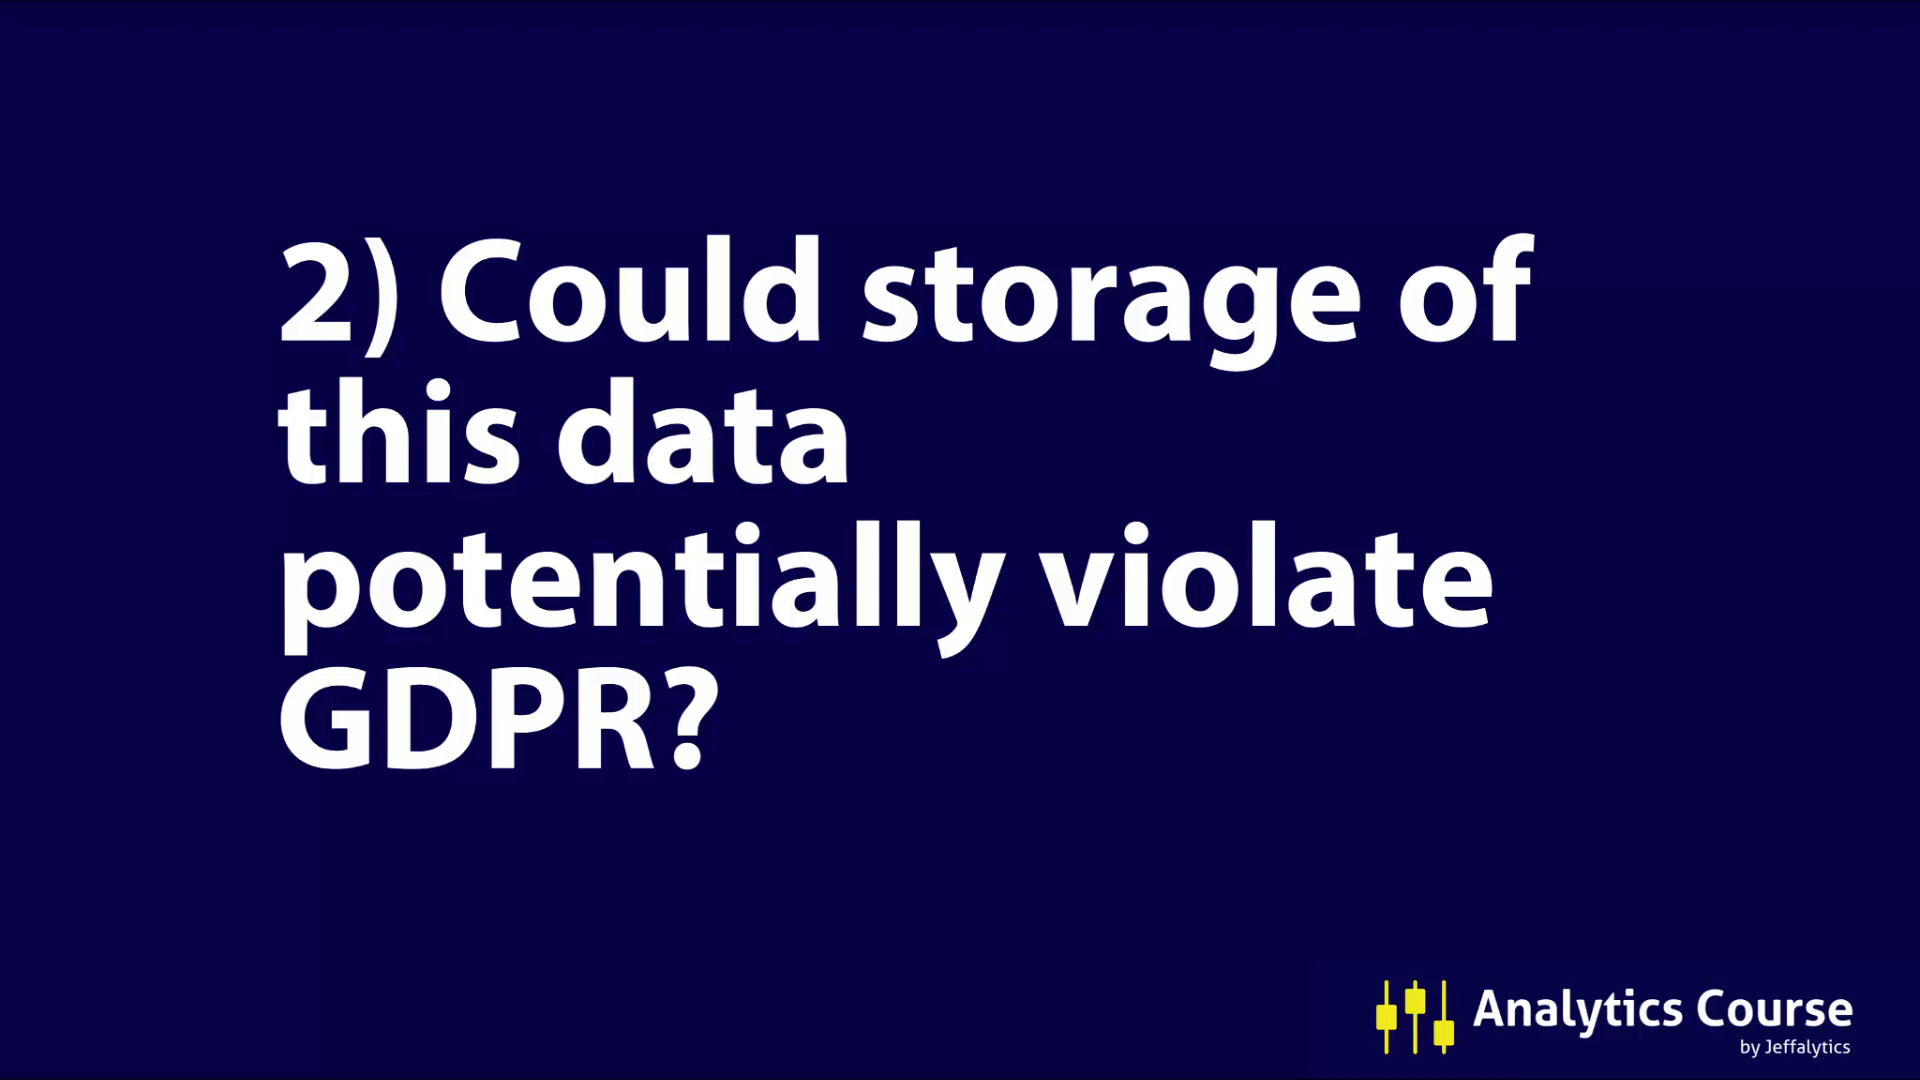 2) Could storage of
this data
potentially violate
GDPR?
Analytics Course
by Jeffalytics